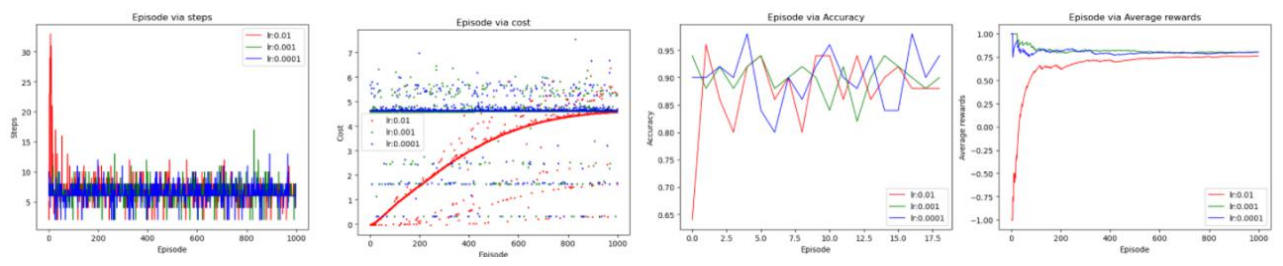 Episode via steps
Steps
30
25
20
15
10
5
0
200
400
600
800
1000
Episode
lr:0.01
lr:0.001
lr:0.0001
Episode via cost
Cost
7
6
5
4
3
2
1
0
0
200
400
600
800
1000
Episode
lr:0.01
lr:0.001
lr:0.0001
Episode via Accuracy
Accuracy
0.95
0.90
0.85
0.80
0.75
0.70
0.65
0.0
2.5
5.0
7.5
10.0
12.5
15.0
17.5
Episode
lr:0.01
lr:0.001
lr:0.0001
Episode via Average rewards
Average rewards
1.00
0.75
0.50
0.25
0.00
−0.25
−0.50
−0.75
−1.00
0
200
400
600
800
1000
Episode
lr:0.01
lr:0.001
lr:0.0001